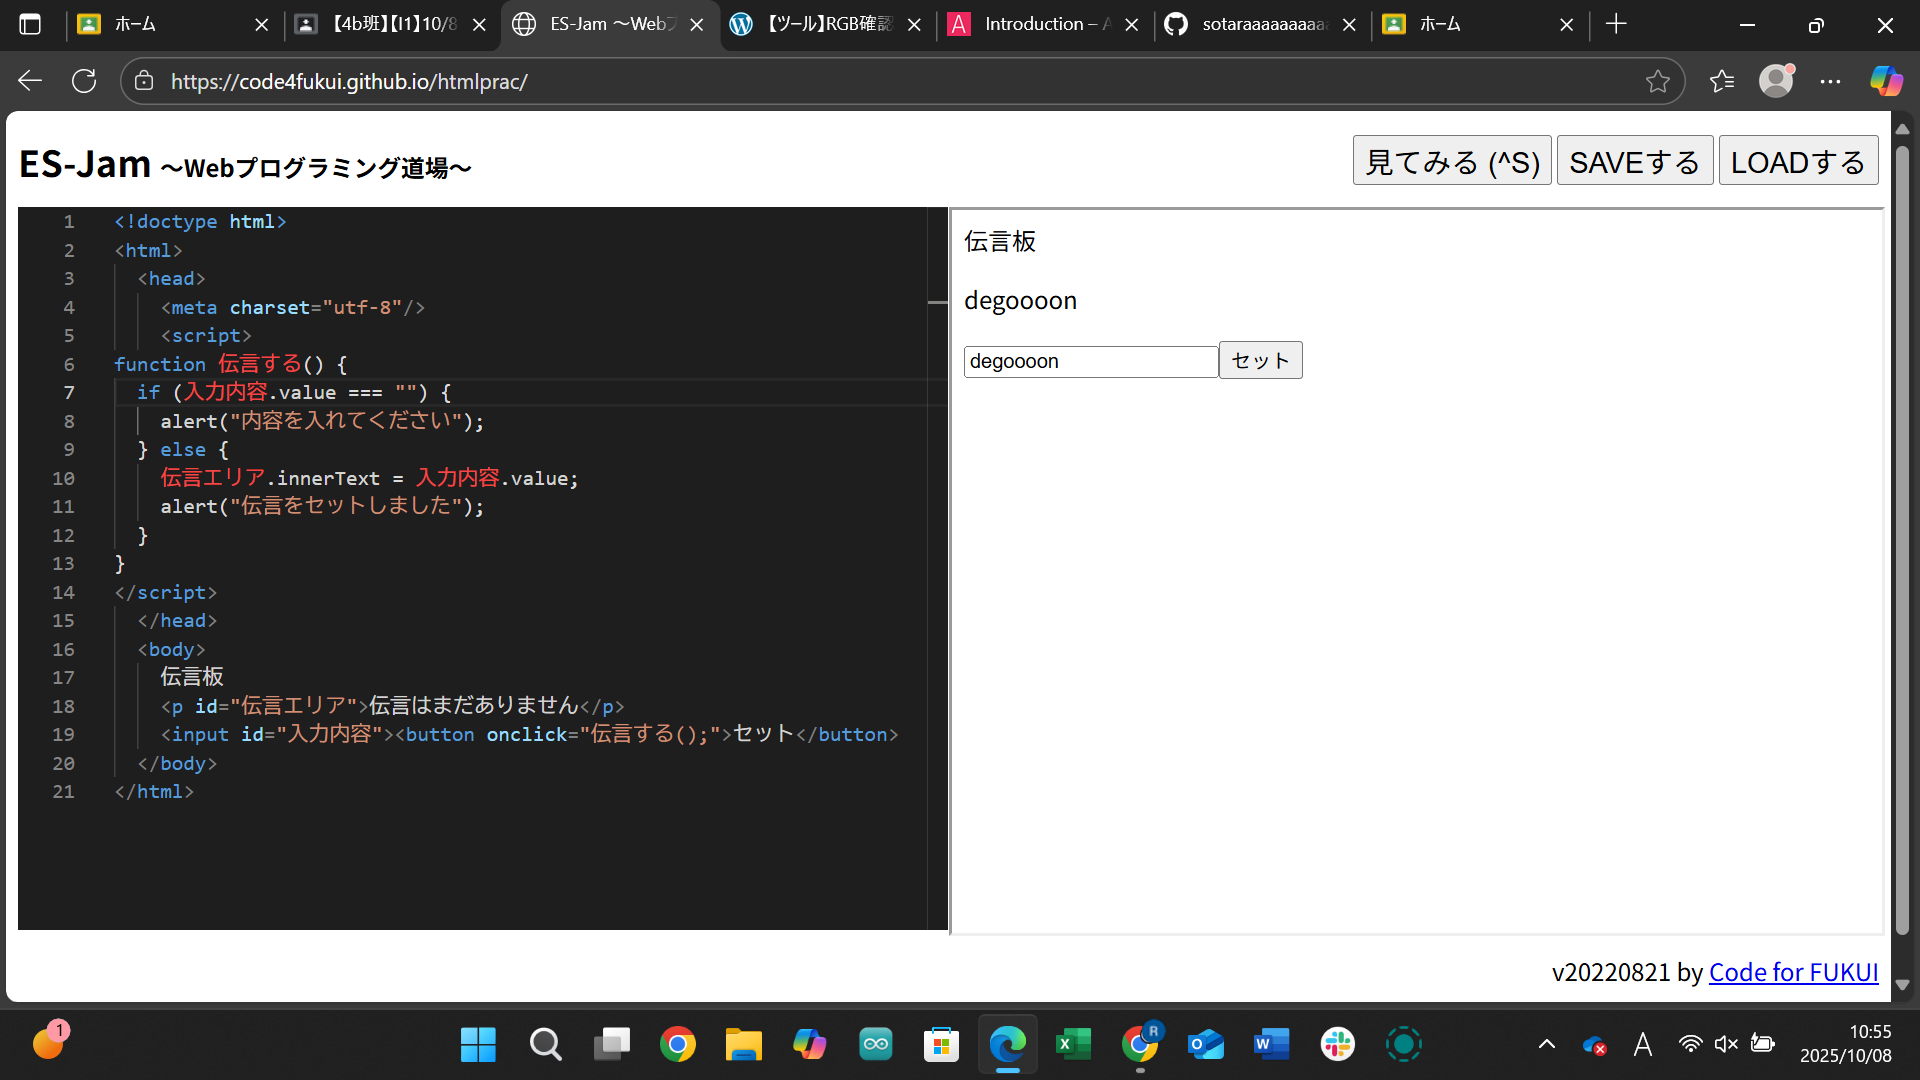 ホーム
【4b班】【I1】10/8
ES-Jam ～Webプ
【ツール】RGB確認
Introduction – A
sotaraaaaaaaaaa
ホーム
https://code4fukui.github.io/htmlprac/
ES-Jam ～Webプログラミング道場～
見てみる (^S)
SAVEする
LOADする
1 <!doctype html>
2 <html>
3 <head>
4 <meta charset="utf-8"/>
5 <script>
6 function 伝言する() {
7 if (入力内容.value === "") {
8 alert("内容を入れてください");
9 } else {
10 伝言エリア.innerText = 入力内容.value;
11 alert("伝言をセットしました");
12 }
13 }
14 </script>
15 </head>
16 <body>
17 伝言板
18 <p id="伝言エリア">伝言はまだありません</p>
19 <input id="入力内容"><button onclick="伝言する();">セット</button>
20 </body>
21 </html>
伝言板
degoooon
degoooon
セット
v20220821 by Code for FUKUI
1
R
A
10:55
2025/10/08